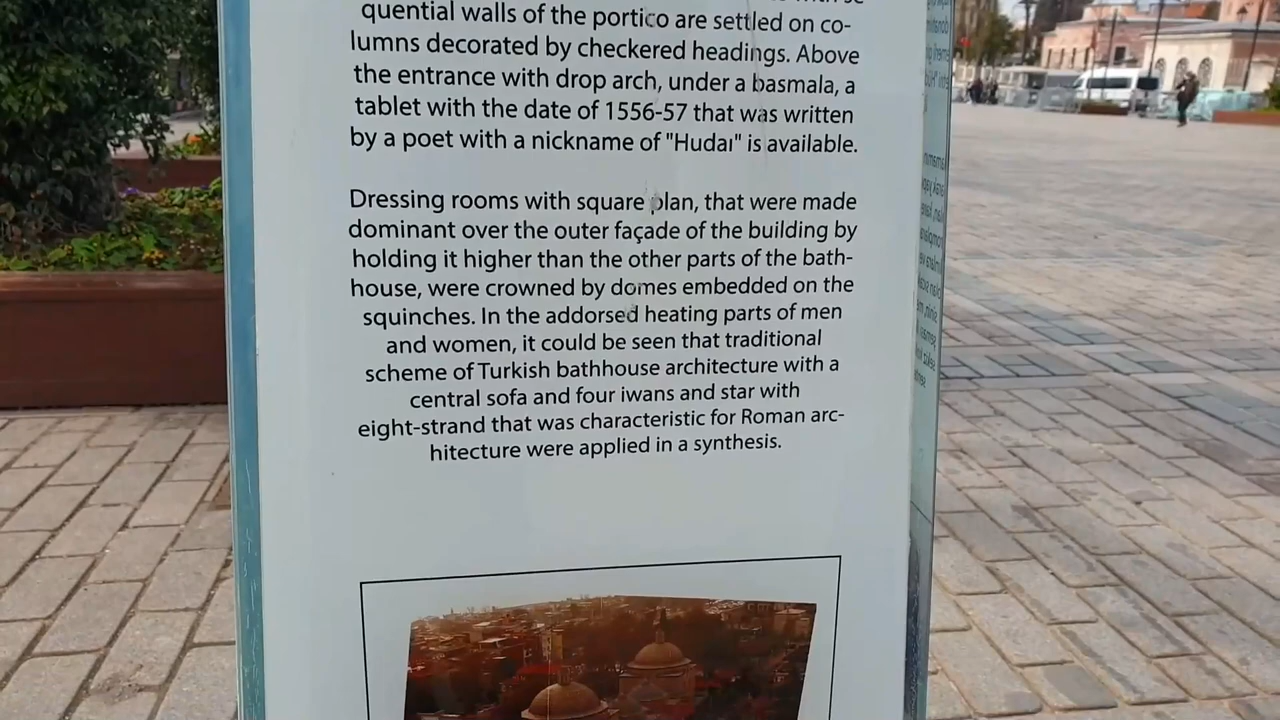 quential walls of the portico are settled on co-
lumns decorated by checkered headings. Above
the entrance with drop arch, under a basmala, a
tablet with the date of 1556-57 that was written
by a poet with a nickname of "Hudaı" is available.
Dressing rooms with square plan, that were made
dominant over the outer façade of the building by
holding it higher than the other parts of the bath-
house, were crowned by domes embedded on the
squinches. In the addorsed heating parts of men
and women, it could be seen that traditional
scheme of Turkish bathhouse architecture with a
central sofa and four iwans and star with
eight-strand that was characteristic for Roman arc-
hitecture were applied in a synthesis.